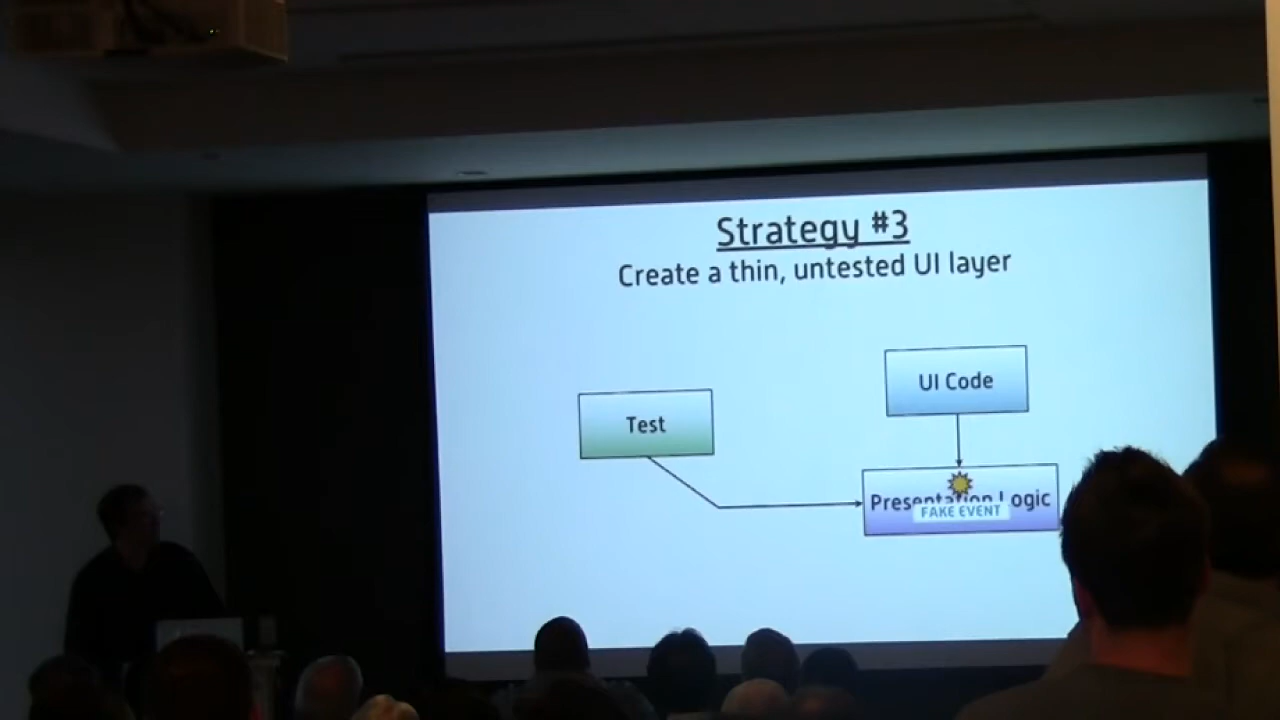 Strategy #3
Create a thin, untested UI layer
UI Code
Test
Presentation Logic
FAKE EVENT